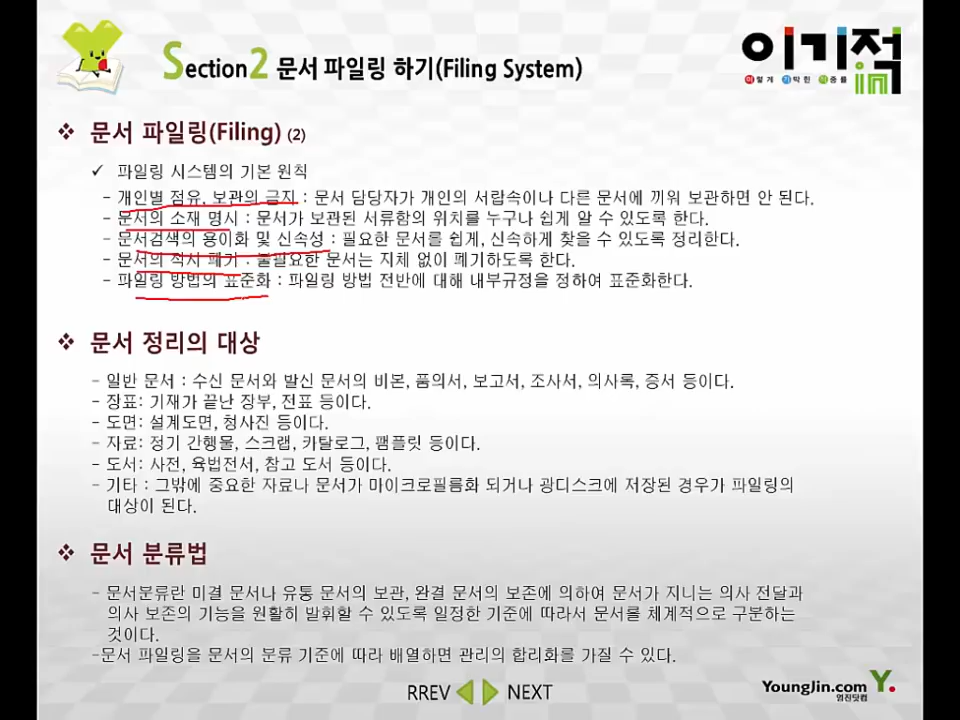 Section2 문서 파일링 하기(Filing System)
이기적in
이렇게 기막힌 적중률
❖ 문서 파일링(Filing) (2)
✓ 파일링 시스템의 기본 원칙
- 개인별 점유, 보관의 금지 : 문서 담당자가 개인의 서랍속이나 다른 문서에 끼워 보관하면 안 된다.
- 문서의 소재 명시 : 문서가 보관된 서류함의 위치를 누구나 쉽게 알 수 있도록 한다.
- 문서검색의 용이화 및 신속성 : 필요한 문서를 쉽게, 신속하게 찾을 수 있도록 정리한다.
- 문서의 적시 폐기 : 불필요한 문서는 지체 없이 폐기하도록 한다.
- 파일링 방법의 표준화 : 파일링 방법 전반에 대해 내부규정을 정하여 표준화한다.
❖ 문서 정리의 대상
- 일반 문서 : 수신 문서와 발신 문서의 비본, 품의서, 보고서, 조사서, 의사록, 증서 등이다.
- 장표: 기재가 끝난 장부, 전표 등이다.
- 도면: 설계도면, 청사진 등이다.
- 자료: 정기 간행물, 스크랩, 카탈로그, 팸플릿 등이다.
- 도서: 사전, 육법전서, 참고 도서 등이다.
- 기타 : 그밖에 중요한 자료나 문서가 마이크로필름화 되거나 광디스크에 저장된 경우가 파일링의
대상이 된다.
❖ 문서 분류법
- 문서분류란 미결 문서나 유통 문서의 보관, 완결 문서의 보존에 의하여 문서가 지니는 의사 전달과
의사 보존의 기능을 원활히 발휘할 수 있도록 일정한 기준에 따라서 문서를 체계적으로 구분하는
것이다.
-문서 파일링을 문서의 분류 기준에 따라 배열하면 관리의 합리화를 가질 수 있다.
RREV NEXT
YoungJin.com Y.
영진닷컴